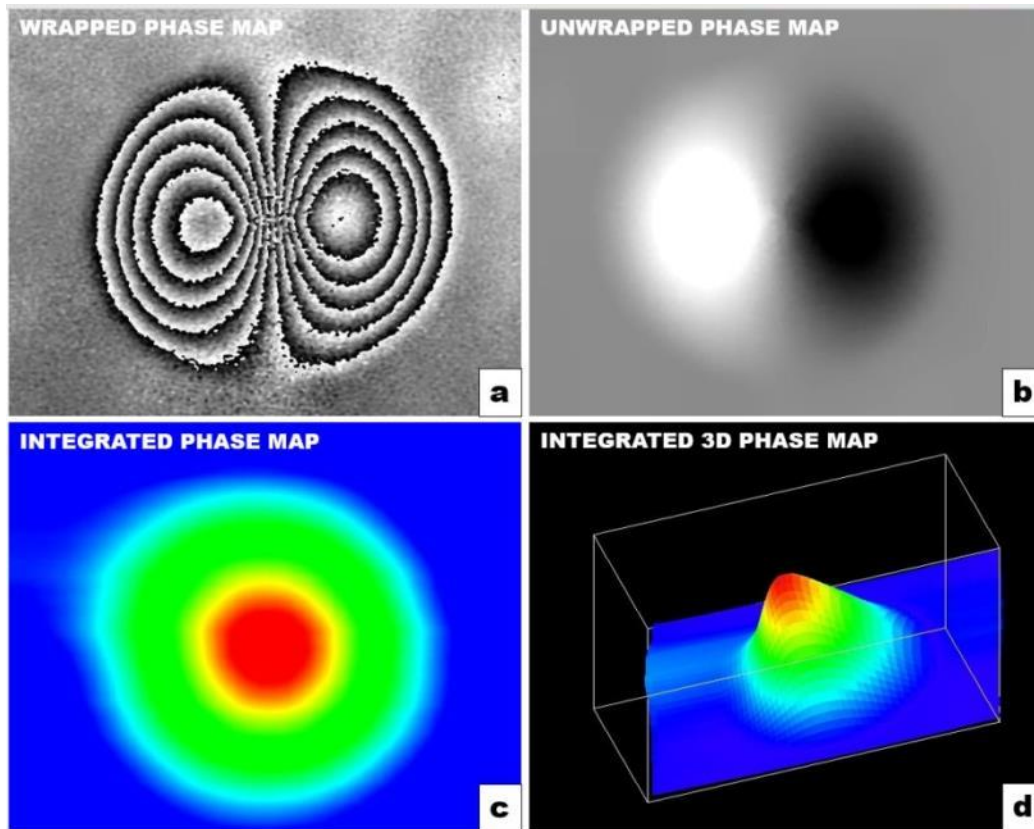 WRAPPED PHASE MAP
UNWRAPPED PHASE MAP
a
b
INTEGRATED PHASE MAP
INTEGRATED 3D PHASE MAP
c
d